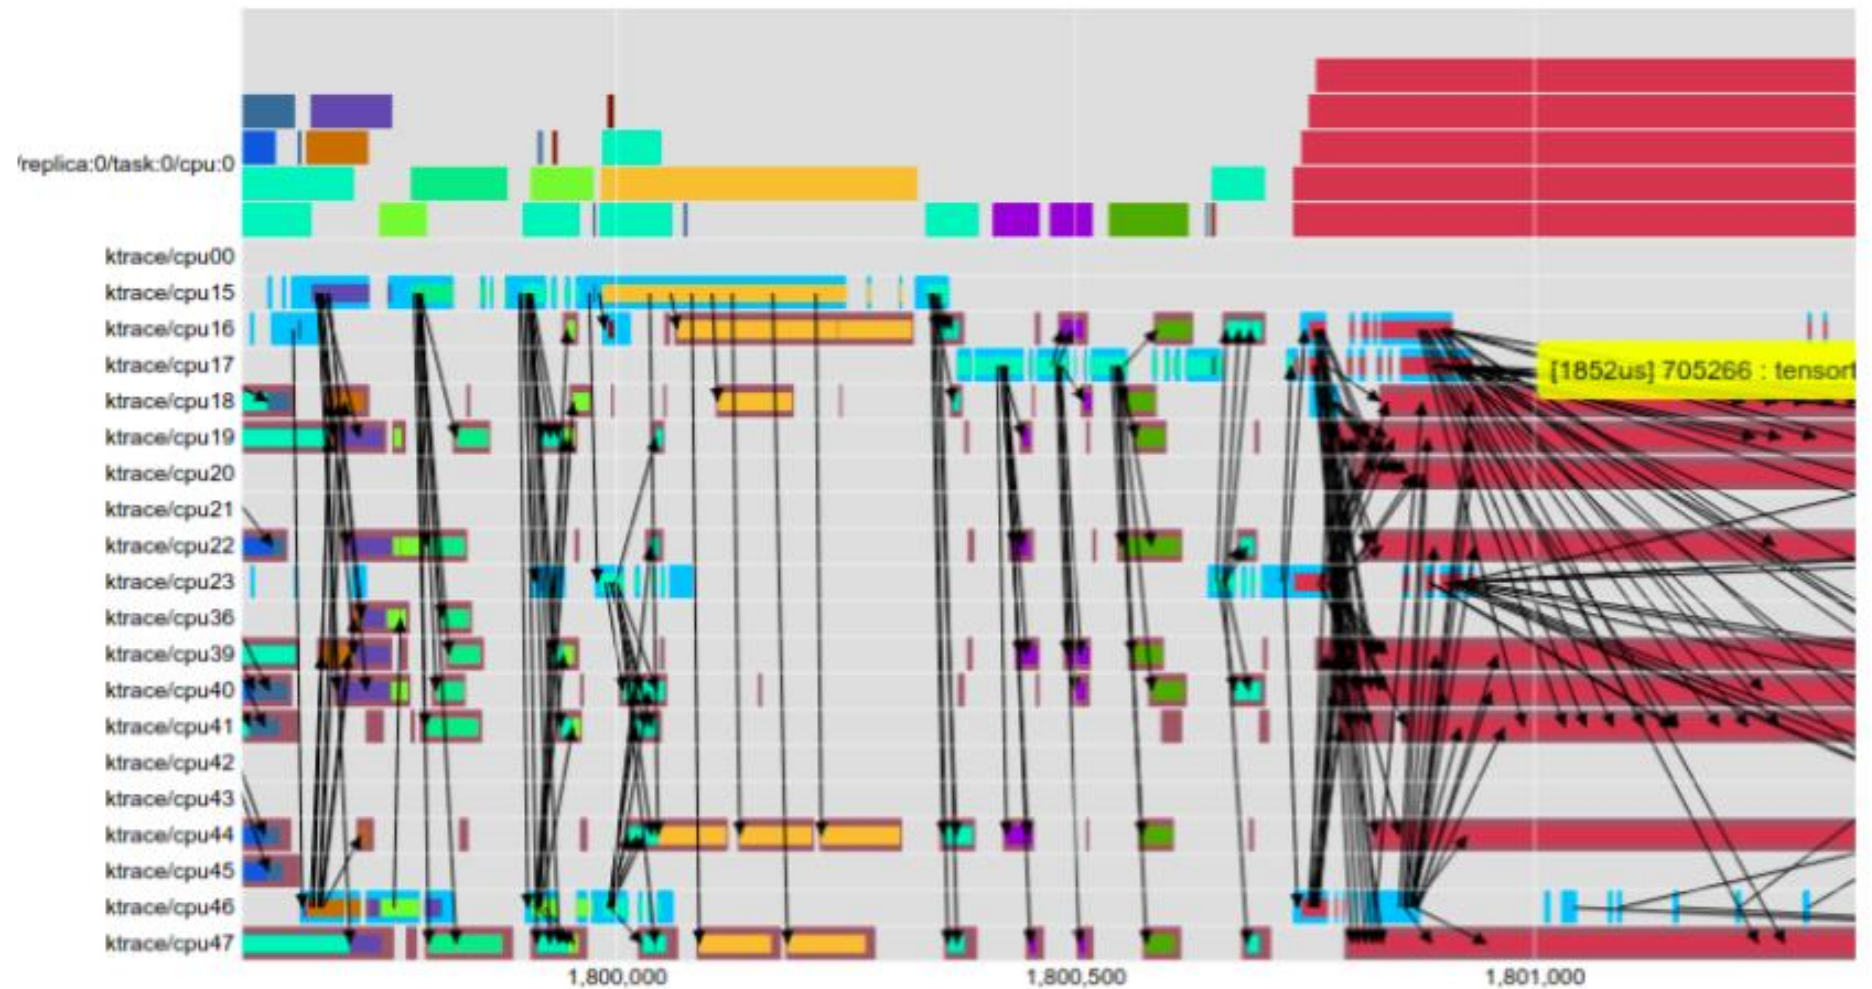 /replica:0/task:0/cpu:0
ktrace/cpu00
ktrace/cpu15
ktrace/cpu16
ktrace/cpu17
[1852us] 705266 : tensort
ktrace/cpu18
ktrace/cpu19
ktrace/cpu20
ktrace/cpu21
ktrace/cpu22
ktrace/cpu23
ktrace/cpu36
ktrace/cpu39
ktrace/cpu40
ktrace/cpu41
ktrace/cpu42
ktrace/cpu43
ktrace/cpu44
ktrace/cpu45
ktrace/cpu46
ktrace/cpu47
1,800,000 1,800,500 1,801,000